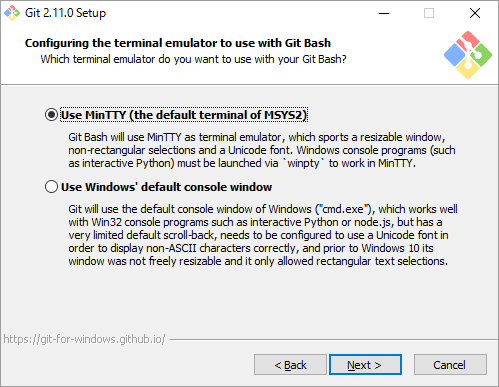 Git 2.11.0 Setup
Configuring the terminal emulator to use with Git Bash
Which terminal emulator do you want to use with your Git Bash?
Use MinTTY (the default terminal of MSYS2)
Git Bash will use MinTTY as terminal emulator, which sports a resizable window,
non-rectangular selections and a Unicode font. Windows console programs (such
as interactive Python) must be launched via `winpty` to work in MinTTY.
Use Windows' default console window
Git will use the default console window of Windows ("cmd.exe"), which works well
with Win32 console programs such as interactive Python or node.js, but has a
very limited default scroll-back, needs to be configured to use a Unicode font in
order to display non-ASCII characters correctly, and prior to Windows 10 its
window was not freely resizable and it only allowed rectangular text selections.
https://git-for-windows.github.io/
< Back
Next >
Cancel